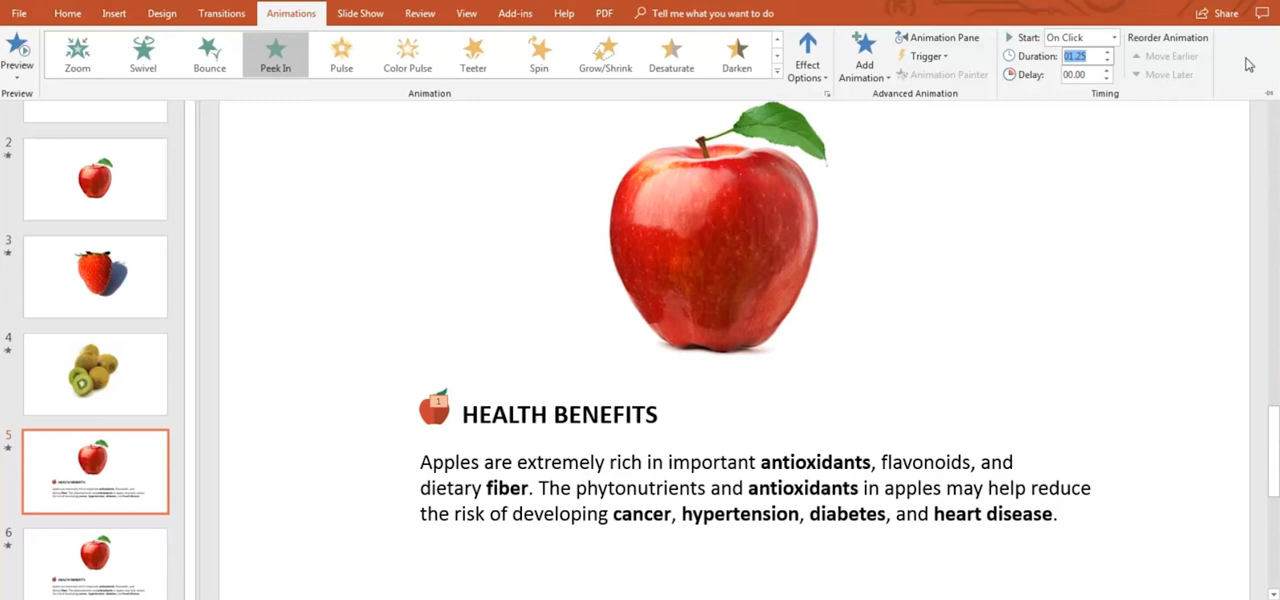 File Home Insert Design Transitions Animations Slide Show Review View Add-ins Help PDF Tell me what you want to do Share
Preview
Zoom Swivel Bounce Peek In Pulse Color Pulse Teeter Spin Grow/Shrink Desaturate Darken
Effect Options
Add Animation
Animation Pane
Trigger
Animation Painter
Start: On Click
Duration: 01.25
Delay: 00.00
Reorder Animation
Move Earlier
Move Later
Preview Animation Advanced Animation Timing
2
3
4
5
6
1
HEALTH BENEFITS
Apples are extremely rich in important antioxidants, flavonoids, and
dietary fiber. The phytonutrients and antioxidants in apples may help reduce
the risk of developing cancer, hypertension, diabetes, and heart disease.
HEALTH BENEFITS
HEALTH BENEFITS